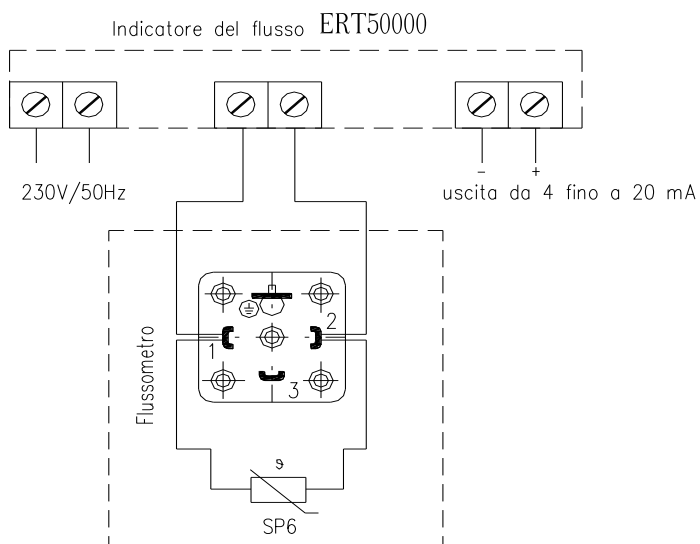 Indicatore del flusso ERT50000
- +
230V/50Hz
uscita da 4 fino a 20 mA
Flussometro
2
1
3
ϑ
SP6